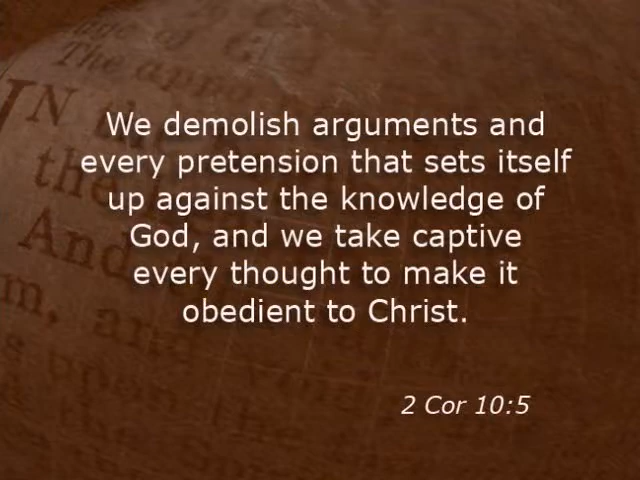 We demolish arguments and
every pretension that sets itself
up against the knowledge of
God, and we take captive
every thought to make it
obedient to Christ.
2 Cor 10:5